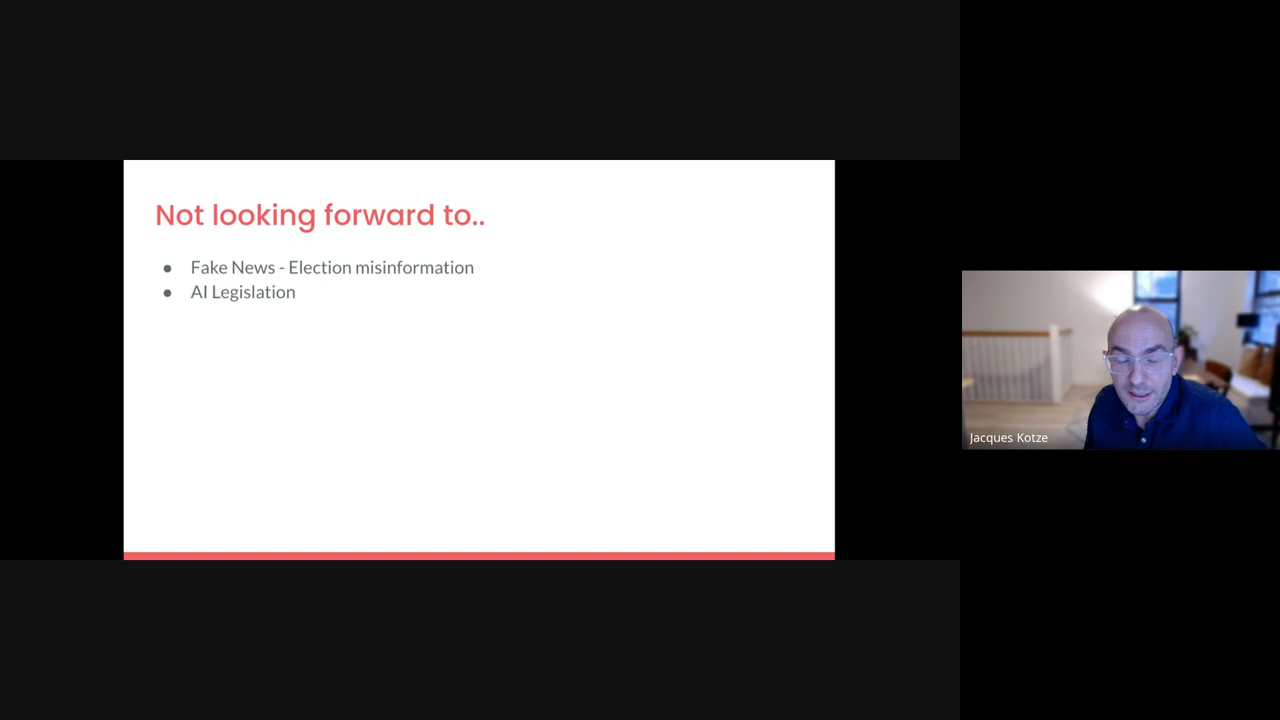 Not looking forward to..
● Fake News - Election misinformation
● AI Legislation
Jacques Kotze